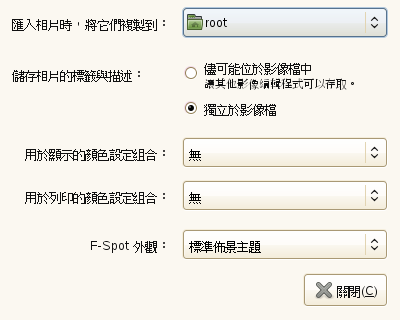 匯入相片時，將它們複製到： root
儲存相片的標籤與描述： 儘可能位於影像檔中
讓其他影像編輯程式可以存取。
獨立於影像檔
用於顯示的顏色設定組合： 無
用於列印的顏色設定組合： 無
F-Spot 外觀： 標準佈景主題
關閉(C)